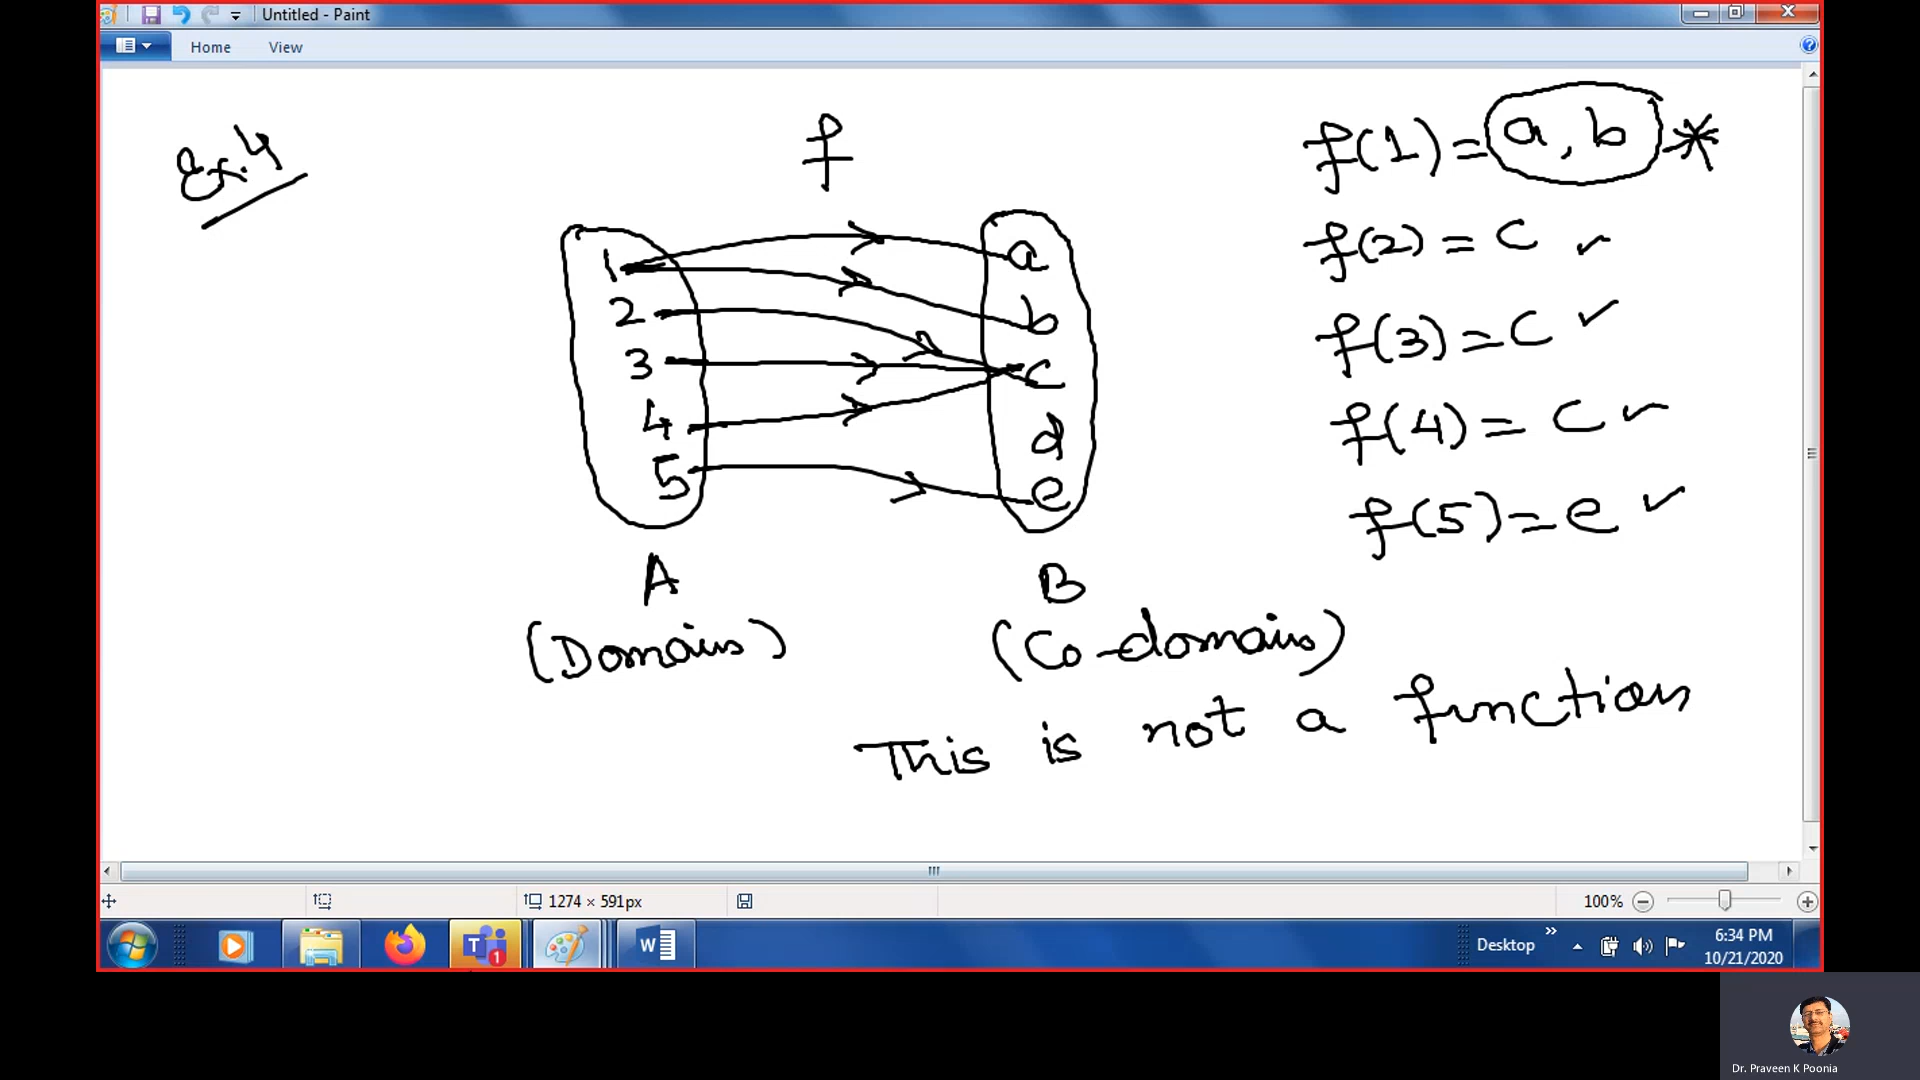 Untitled - Paint
Home View
Ex.4
f
f(1) = a, b
f(2) = c ✓
f(3) = c ✓
f(4) = c ✓
f(5) = e ✓
1
2
3
4
5
a
b
c
d
e
A
B
(Domain)
(Co-domain)
This is not a function
1274 × 591px
100%
1
W
Desktop
6:34 PM
10/21/2020
Dr. Praveen K Poonia